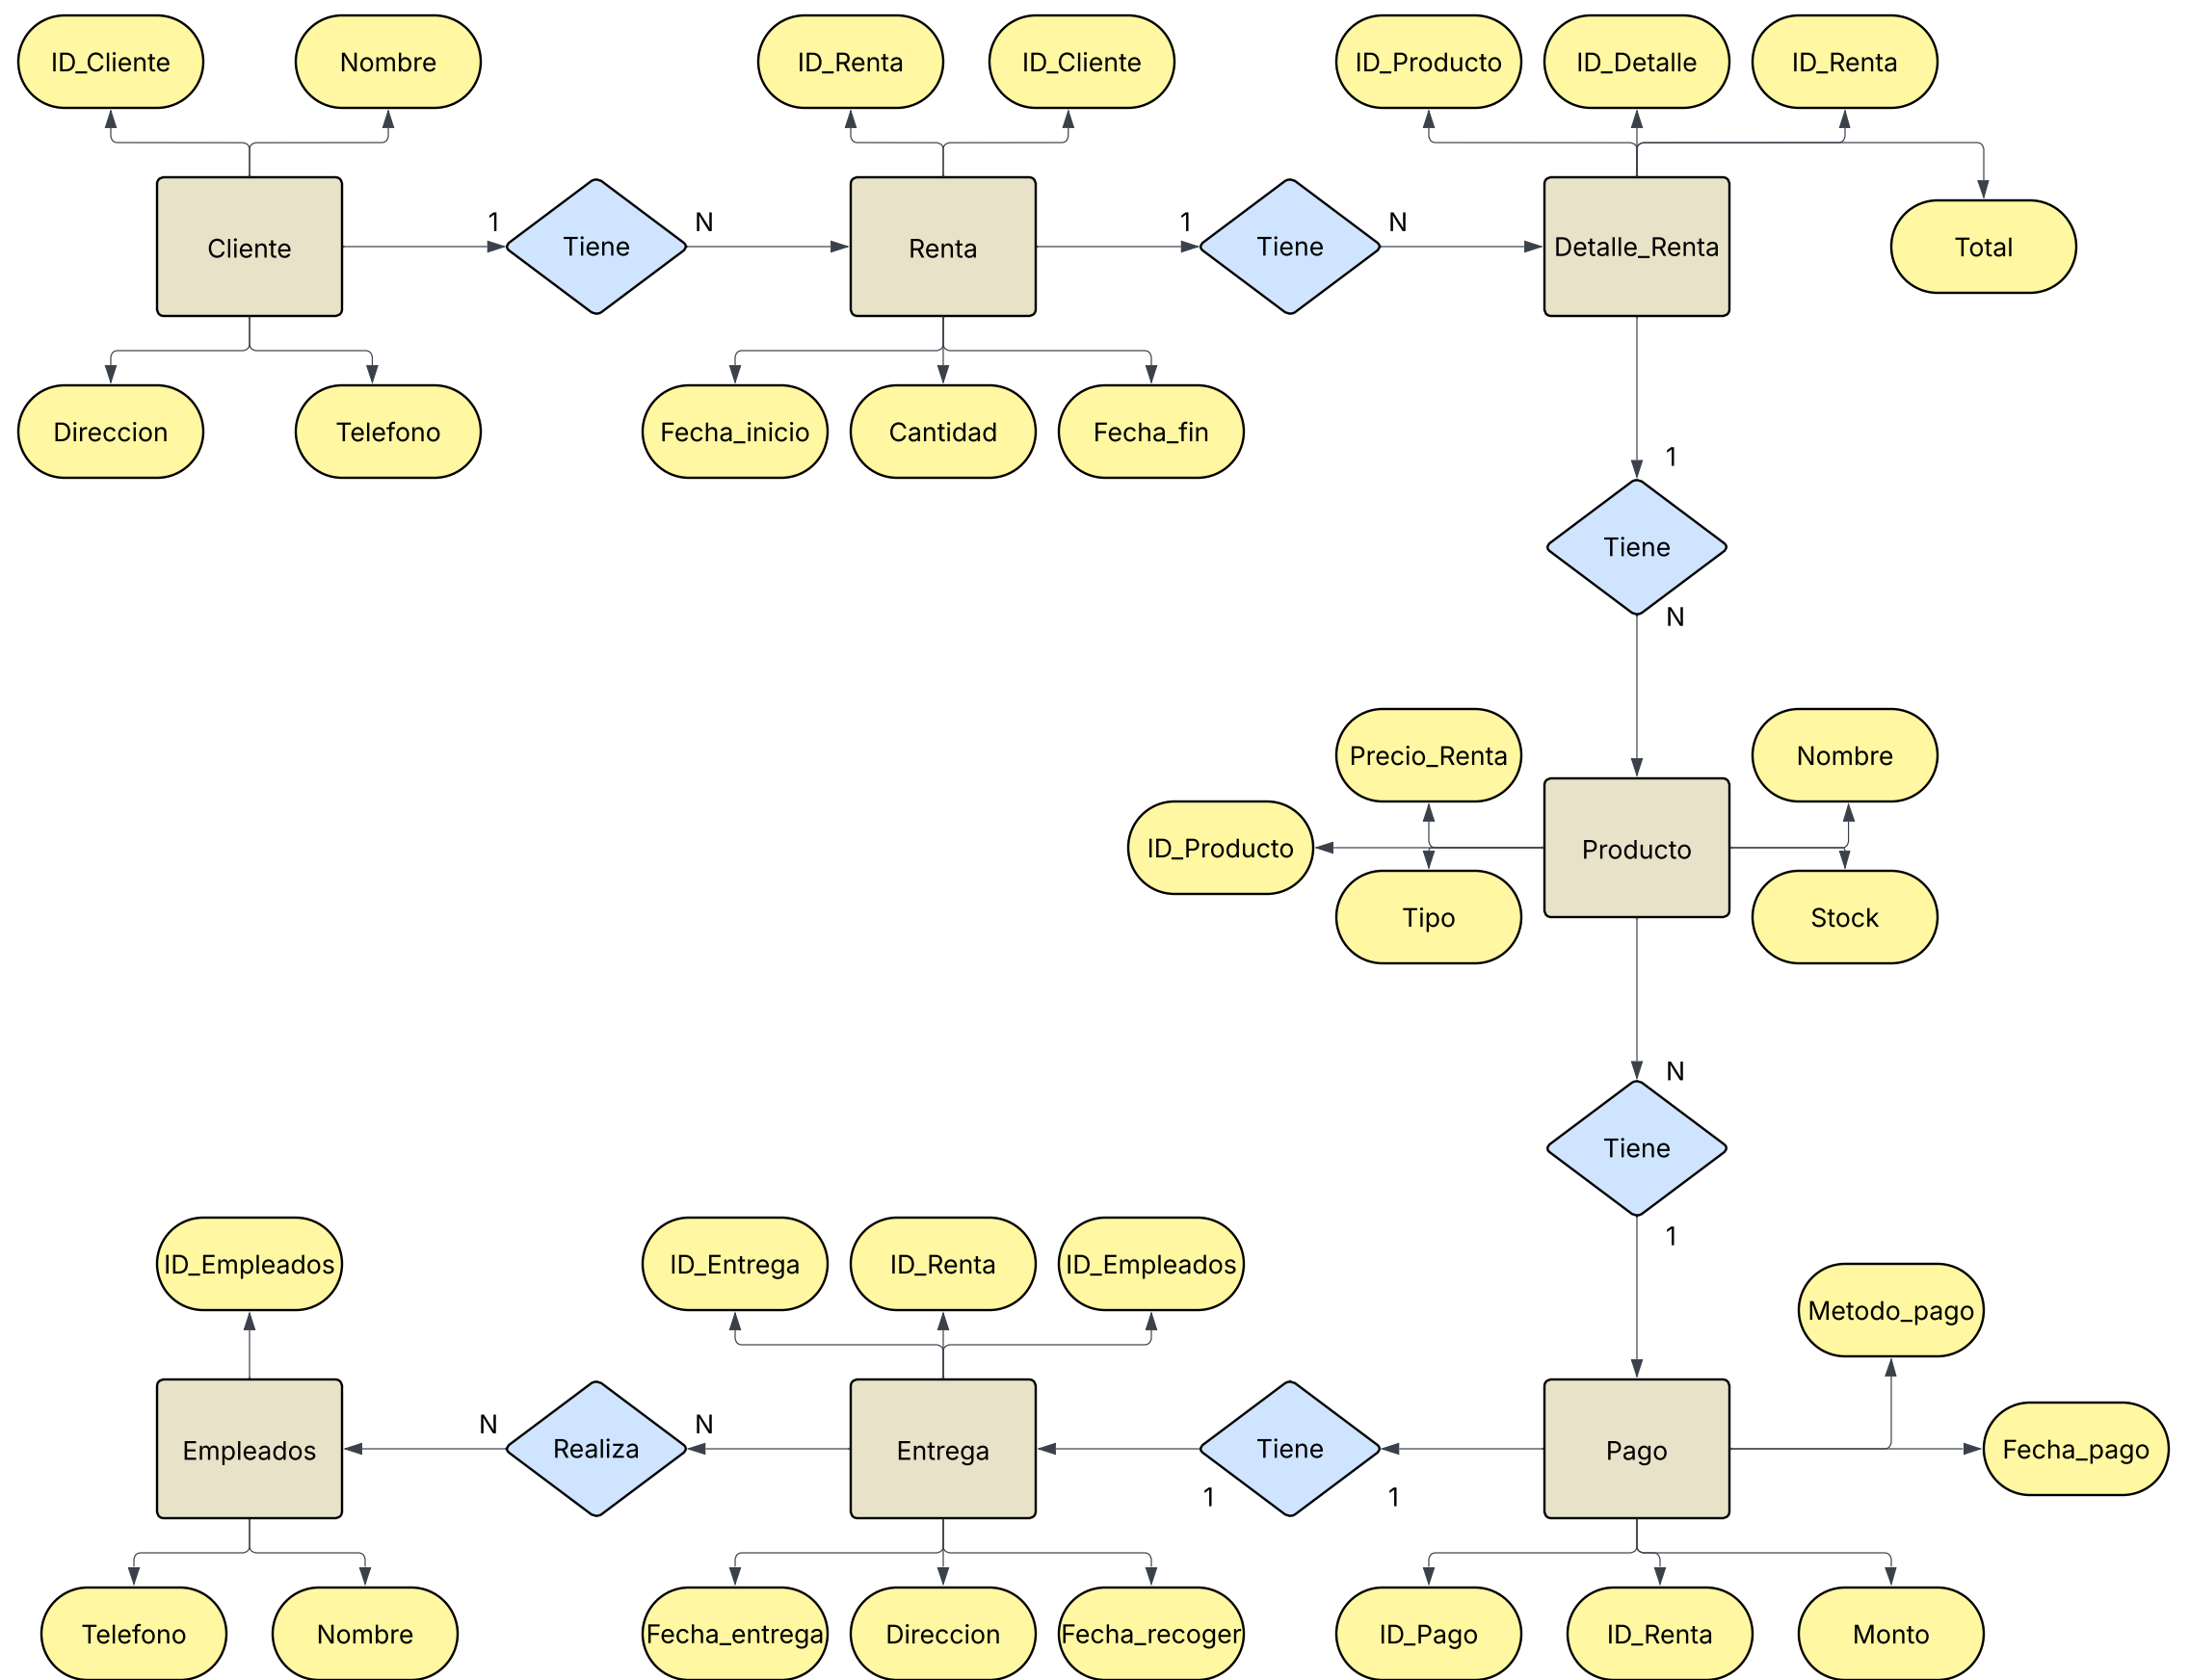 ID_Cliente
Nombre
ID_Renta
ID_Cliente
ID_Producto
ID_Detalle
ID_Renta
Cliente
1
Tiene
N
Renta
1
Tiene
N
Detalle_Renta
Total
Direccion
Telefono
Fecha_inicio
Cantidad
Fecha_fin
1
Tiene
N
Precio_Renta
Nombre
ID_Producto
Producto
Tipo
Stock
N
Tiene
1
ID_Empleados
ID_Entrega
ID_Renta
ID_Empleados
Metodo_pago
Empleados
N
Realiza
N
Entrega
Tiene
1
1
Pago
Fecha_pago
Telefono
Nombre
Fecha_entrega
Direccion
Fecha_recoger
ID_Pago
ID_Renta
Monto